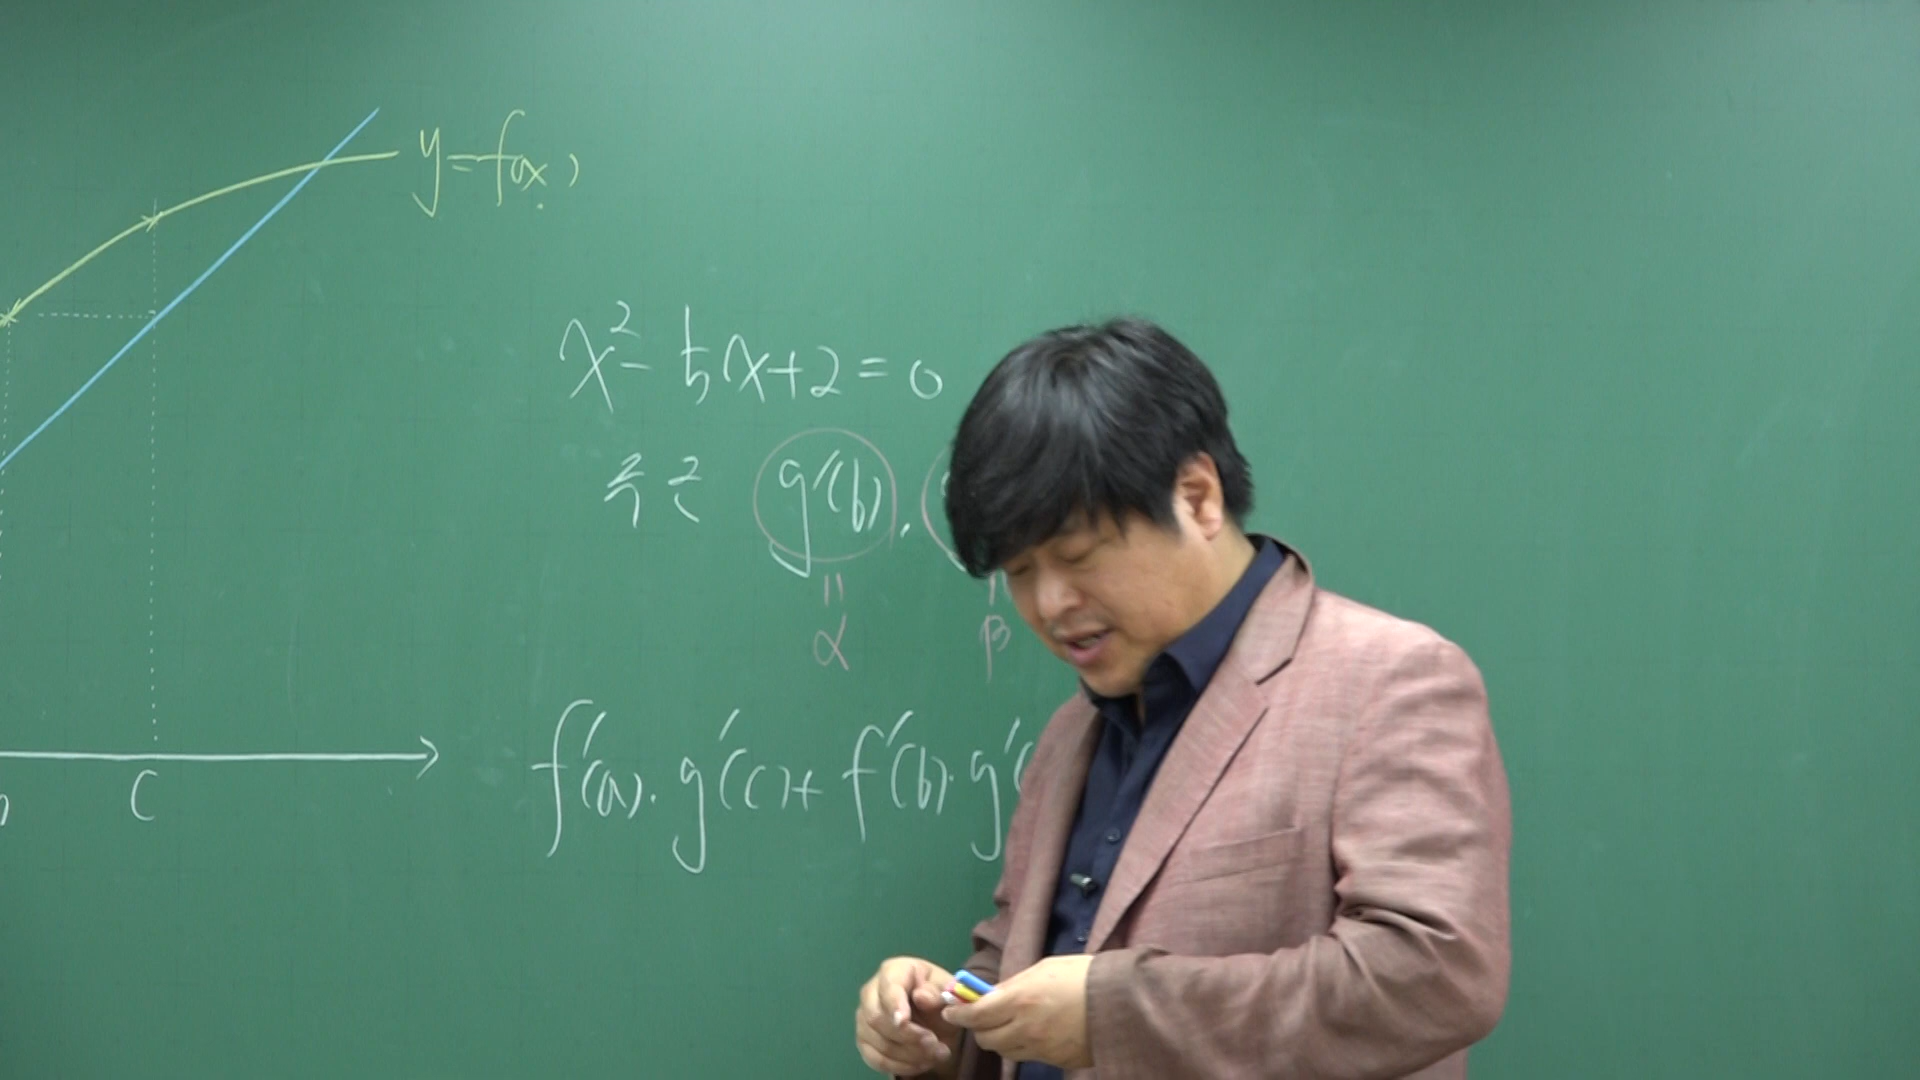 y=f(x)
x²-5x+2=0
두근 g'(b),
α β
c
f'(a)·g'(c)+f'(b)·g'(